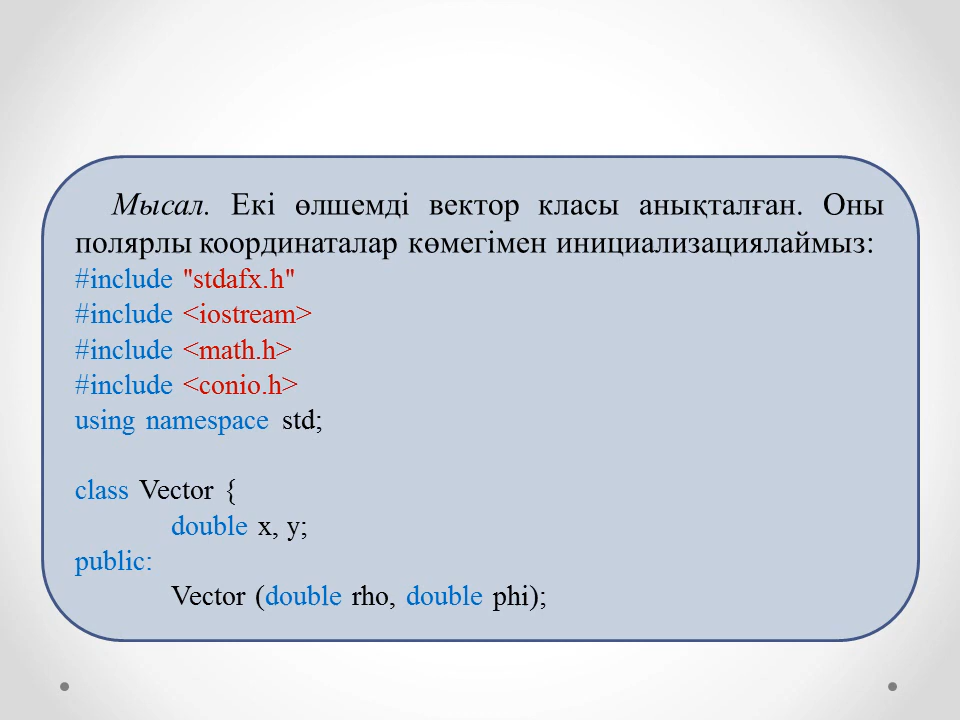 Мысал. Екі өлшемді вектор класы анықталған. Оны
полярлы координаталар көмегімен инициализациялаймыз:
#include "stdafx.h"
#include <iostream>
#include <math.h>
#include <conio.h>
using namespace std;
class Vector {
double x, y;
public:
Vector (double rho, double phi);